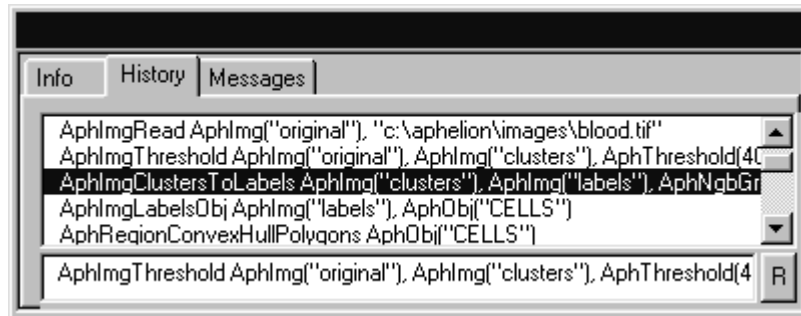 Info History Messages
AphImgRead AphImg("original"), "c:\aphelion\images\blood.tif"
AphImgThreshold AphImg("original"), AphImg("clusters"), AphThreshold(40
AphImgClustersToLabels AphImg("clusters"), AphImg("labels"), AphNgbGr
AphImgLabelsObj AphImg("labels"), AphObj("CELLS")
AphRegionConvexHullPolygons AphObj("CELLS")
AphImgThreshold AphImg("original"), AphImg("clusters"), AphThreshold(4 R